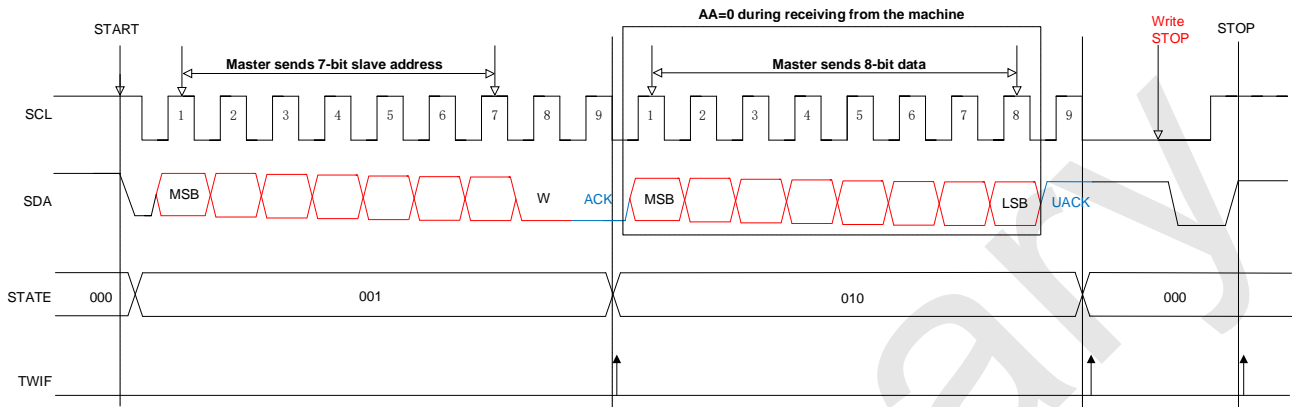 AA=0 during receiving from the machine
START
Write
STOP
STOP
Master sends 7-bit slave address
Master sends 8-bit data
SCL
1 2 3 4 5 6 7 8 9 1 2 3 4 5 6 7 8 9
SDA
MSB W ACK MSB LSB UACK
STATE
000 001 010 000
TWIF